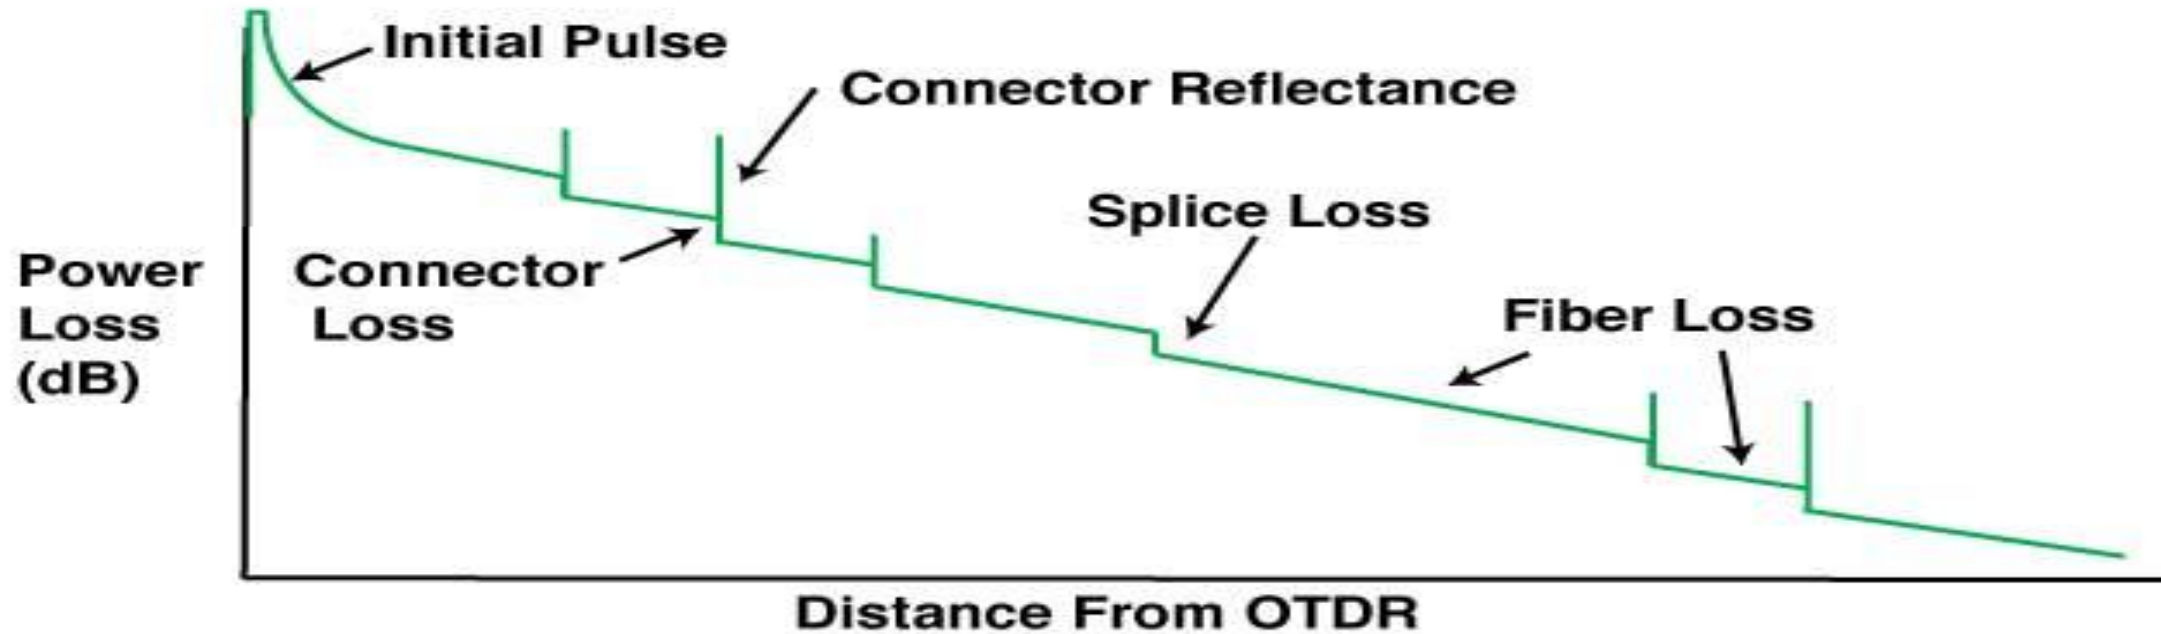 Initial Pulse
Connector Reflectance
Splice Loss
Power
Loss
(dB)
Connector
Loss
Fiber Loss
Distance From OTDR